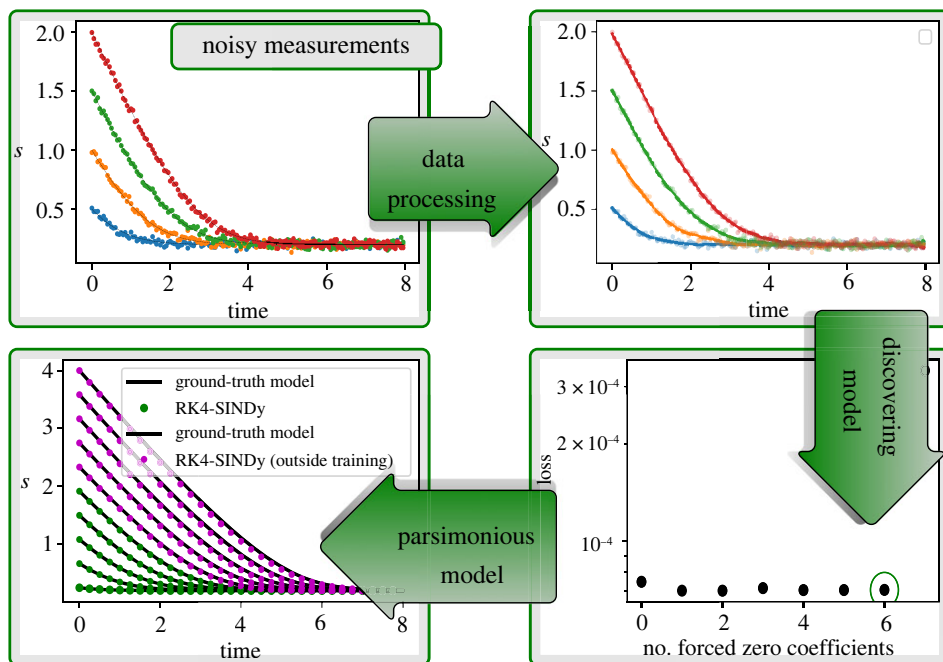 noisy measurements
2.0
1.5
s
1.0
0.5
0
2
4
6
8
time
data
processing
2.0
1.5
s
1.0
0.5
0
2
4
6
8
time
discovering
model
3 × 10⁻⁴
2 × 10⁻⁴
loss
10⁻⁴
0
2
4
6
no. forced zero coefficients
parsimonious
model
4
3
s
2
1
ground-truth model
RK4-SINDy
ground-truth model
RK4-SINDy (outside training)
0
2
4
6
8
time